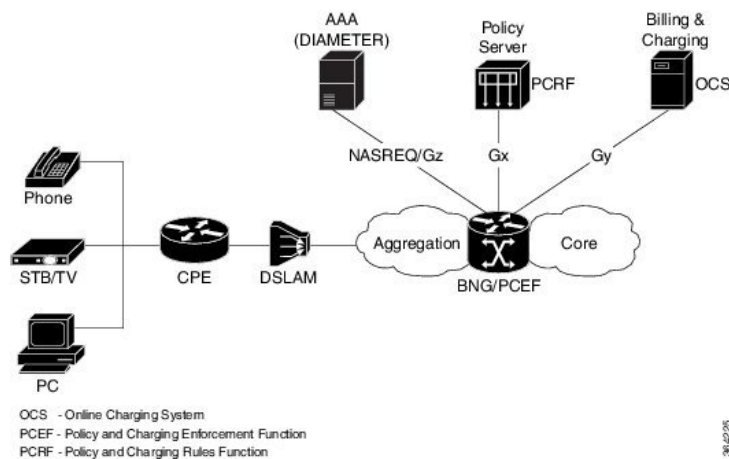 AAA
(DIAMETER)
Policy
Server
PCRF
Billing &
Charging
OCS
NASREQ/Gz
Gx
Gy
Phone
STB/TV
PC
CPE
DSLAM
Aggregation
BNG/PCEF
Core
OCS - Online Charging System
PCEF - Policy and Charging Enforcement Function
PCRF - Policy and Charging Rules Function
364225